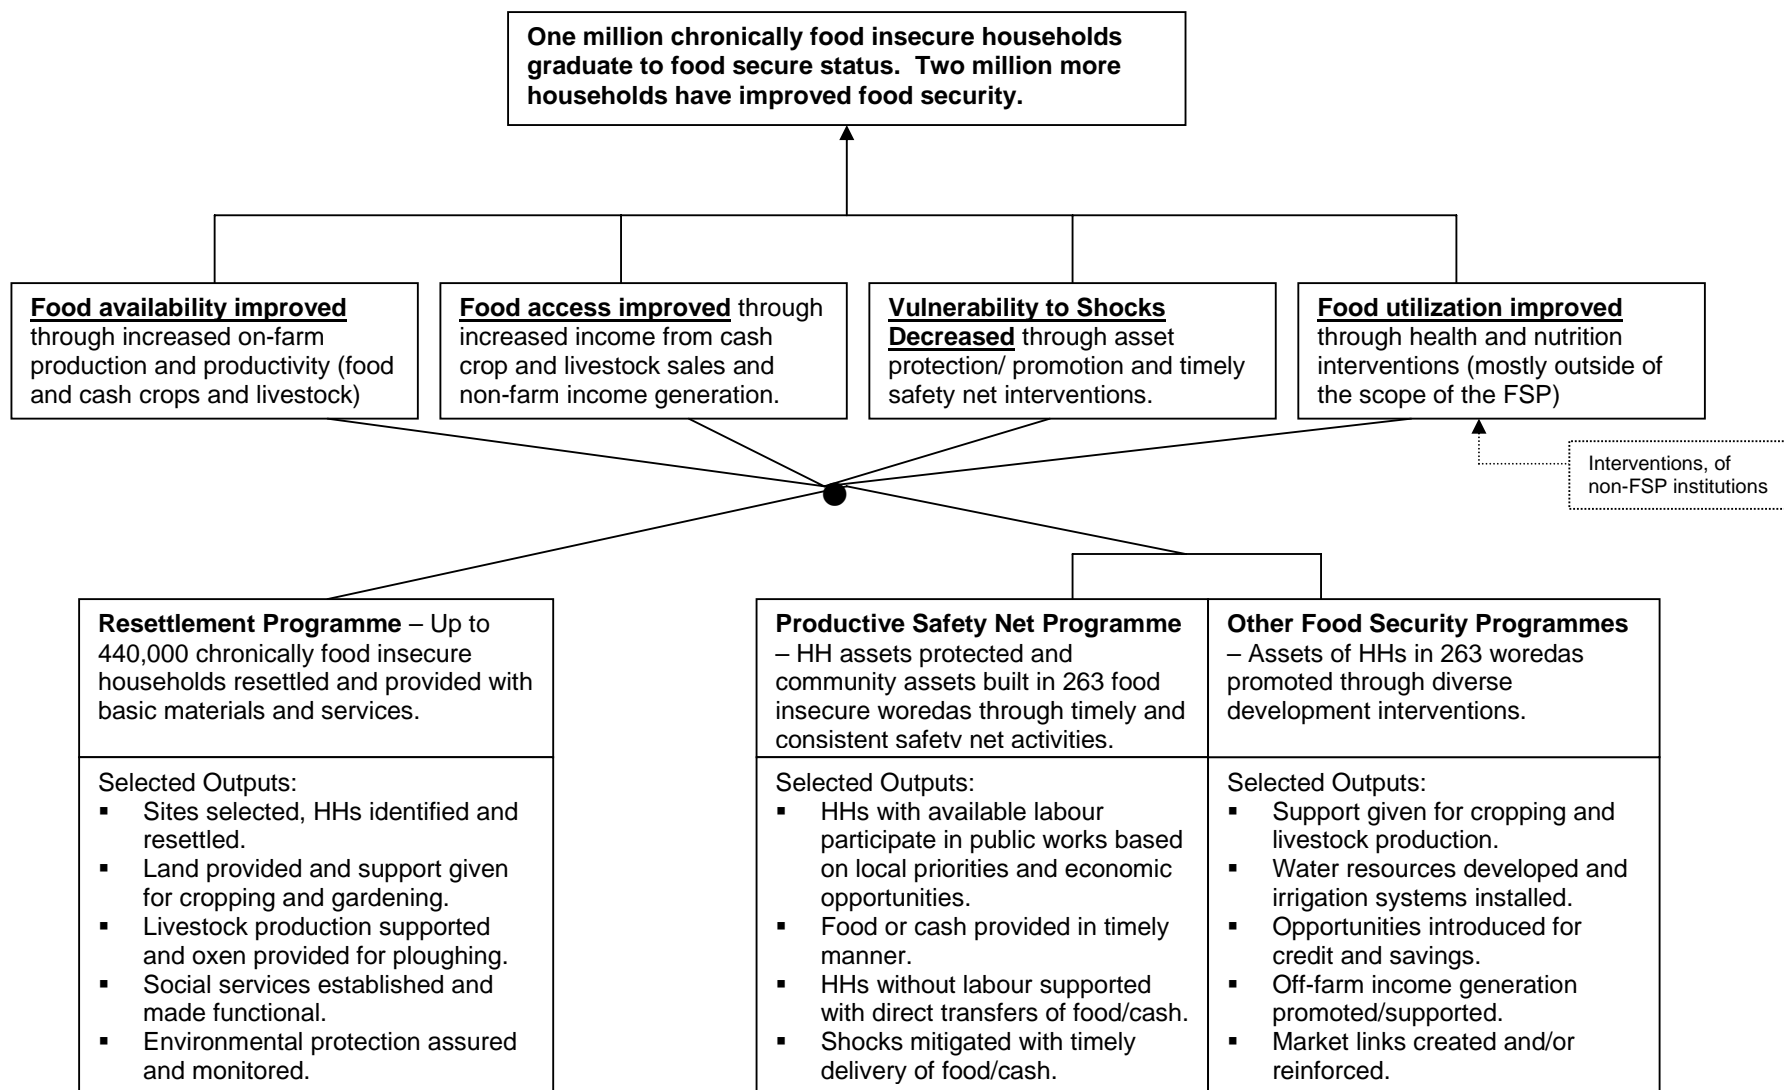 One million chronically food insecure households
graduate to food secure status.  Two million more
households have improved food security.
Food availability improved
through increased on-farm
production and productivity (food
and cash crops and livestock)
Food access improved through
increased income from cash
crop and livestock sales and
non-farm income generation.
Vulnerability to Shocks
Decreased through asset
protection/ promotion and timely
safety net interventions.
Food utilization improved
through health and nutrition
interventions (mostly outside of
the scope of the FSP)
Interventions, of
non-FSP institutions
Resettlement Programme – Up to
440,000 chronically food insecure
households resettled and provided with
basic materials and services.
Selected Outputs:
▪ Sites selected, HHs identified and
resettled.
▪ Land provided and support given
for cropping and gardening.
▪ Livestock production supported
and oxen provided for ploughing.
▪ Social services established and
made functional.
▪ Environmental protection assured
and monitored.
Productive Safety Net Programme
– HH assets protected and
community assets built in 263 food
insecure woredas through timely and
consistent safety net activities.
Selected Outputs:
▪ HHs with available labour
participate in public works based
on local priorities and economic
opportunities.
▪ Food or cash provided in timely
manner.
▪ HHs without labour supported
with direct transfers of food/cash.
▪ Shocks mitigated with timely
delivery of food/cash.
Other Food Security Programmes
– Assets of HHs in 263 woredas
promoted through diverse
development interventions.
Selected Outputs:
▪ Support given for cropping and
livestock production.
▪ Water resources developed and
irrigation systems installed.
▪ Opportunities introduced for
credit and savings.
▪ Off-farm income generation
promoted/supported.
▪ Market links created and/or
reinforced.